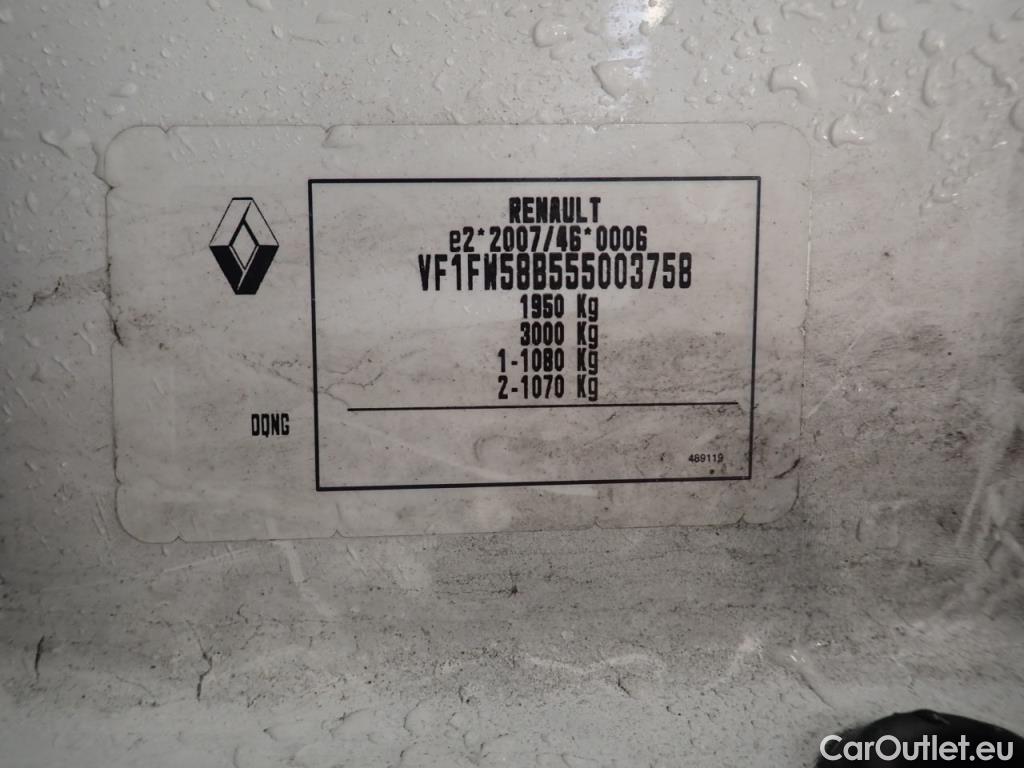 RENAULT
e2*2007/46*0006
VF1FW58B555003758
1950 Kg
3000 Kg
1-1080 Kg
2-1070 Kg
DQNG
489119
CarOutlet.eu